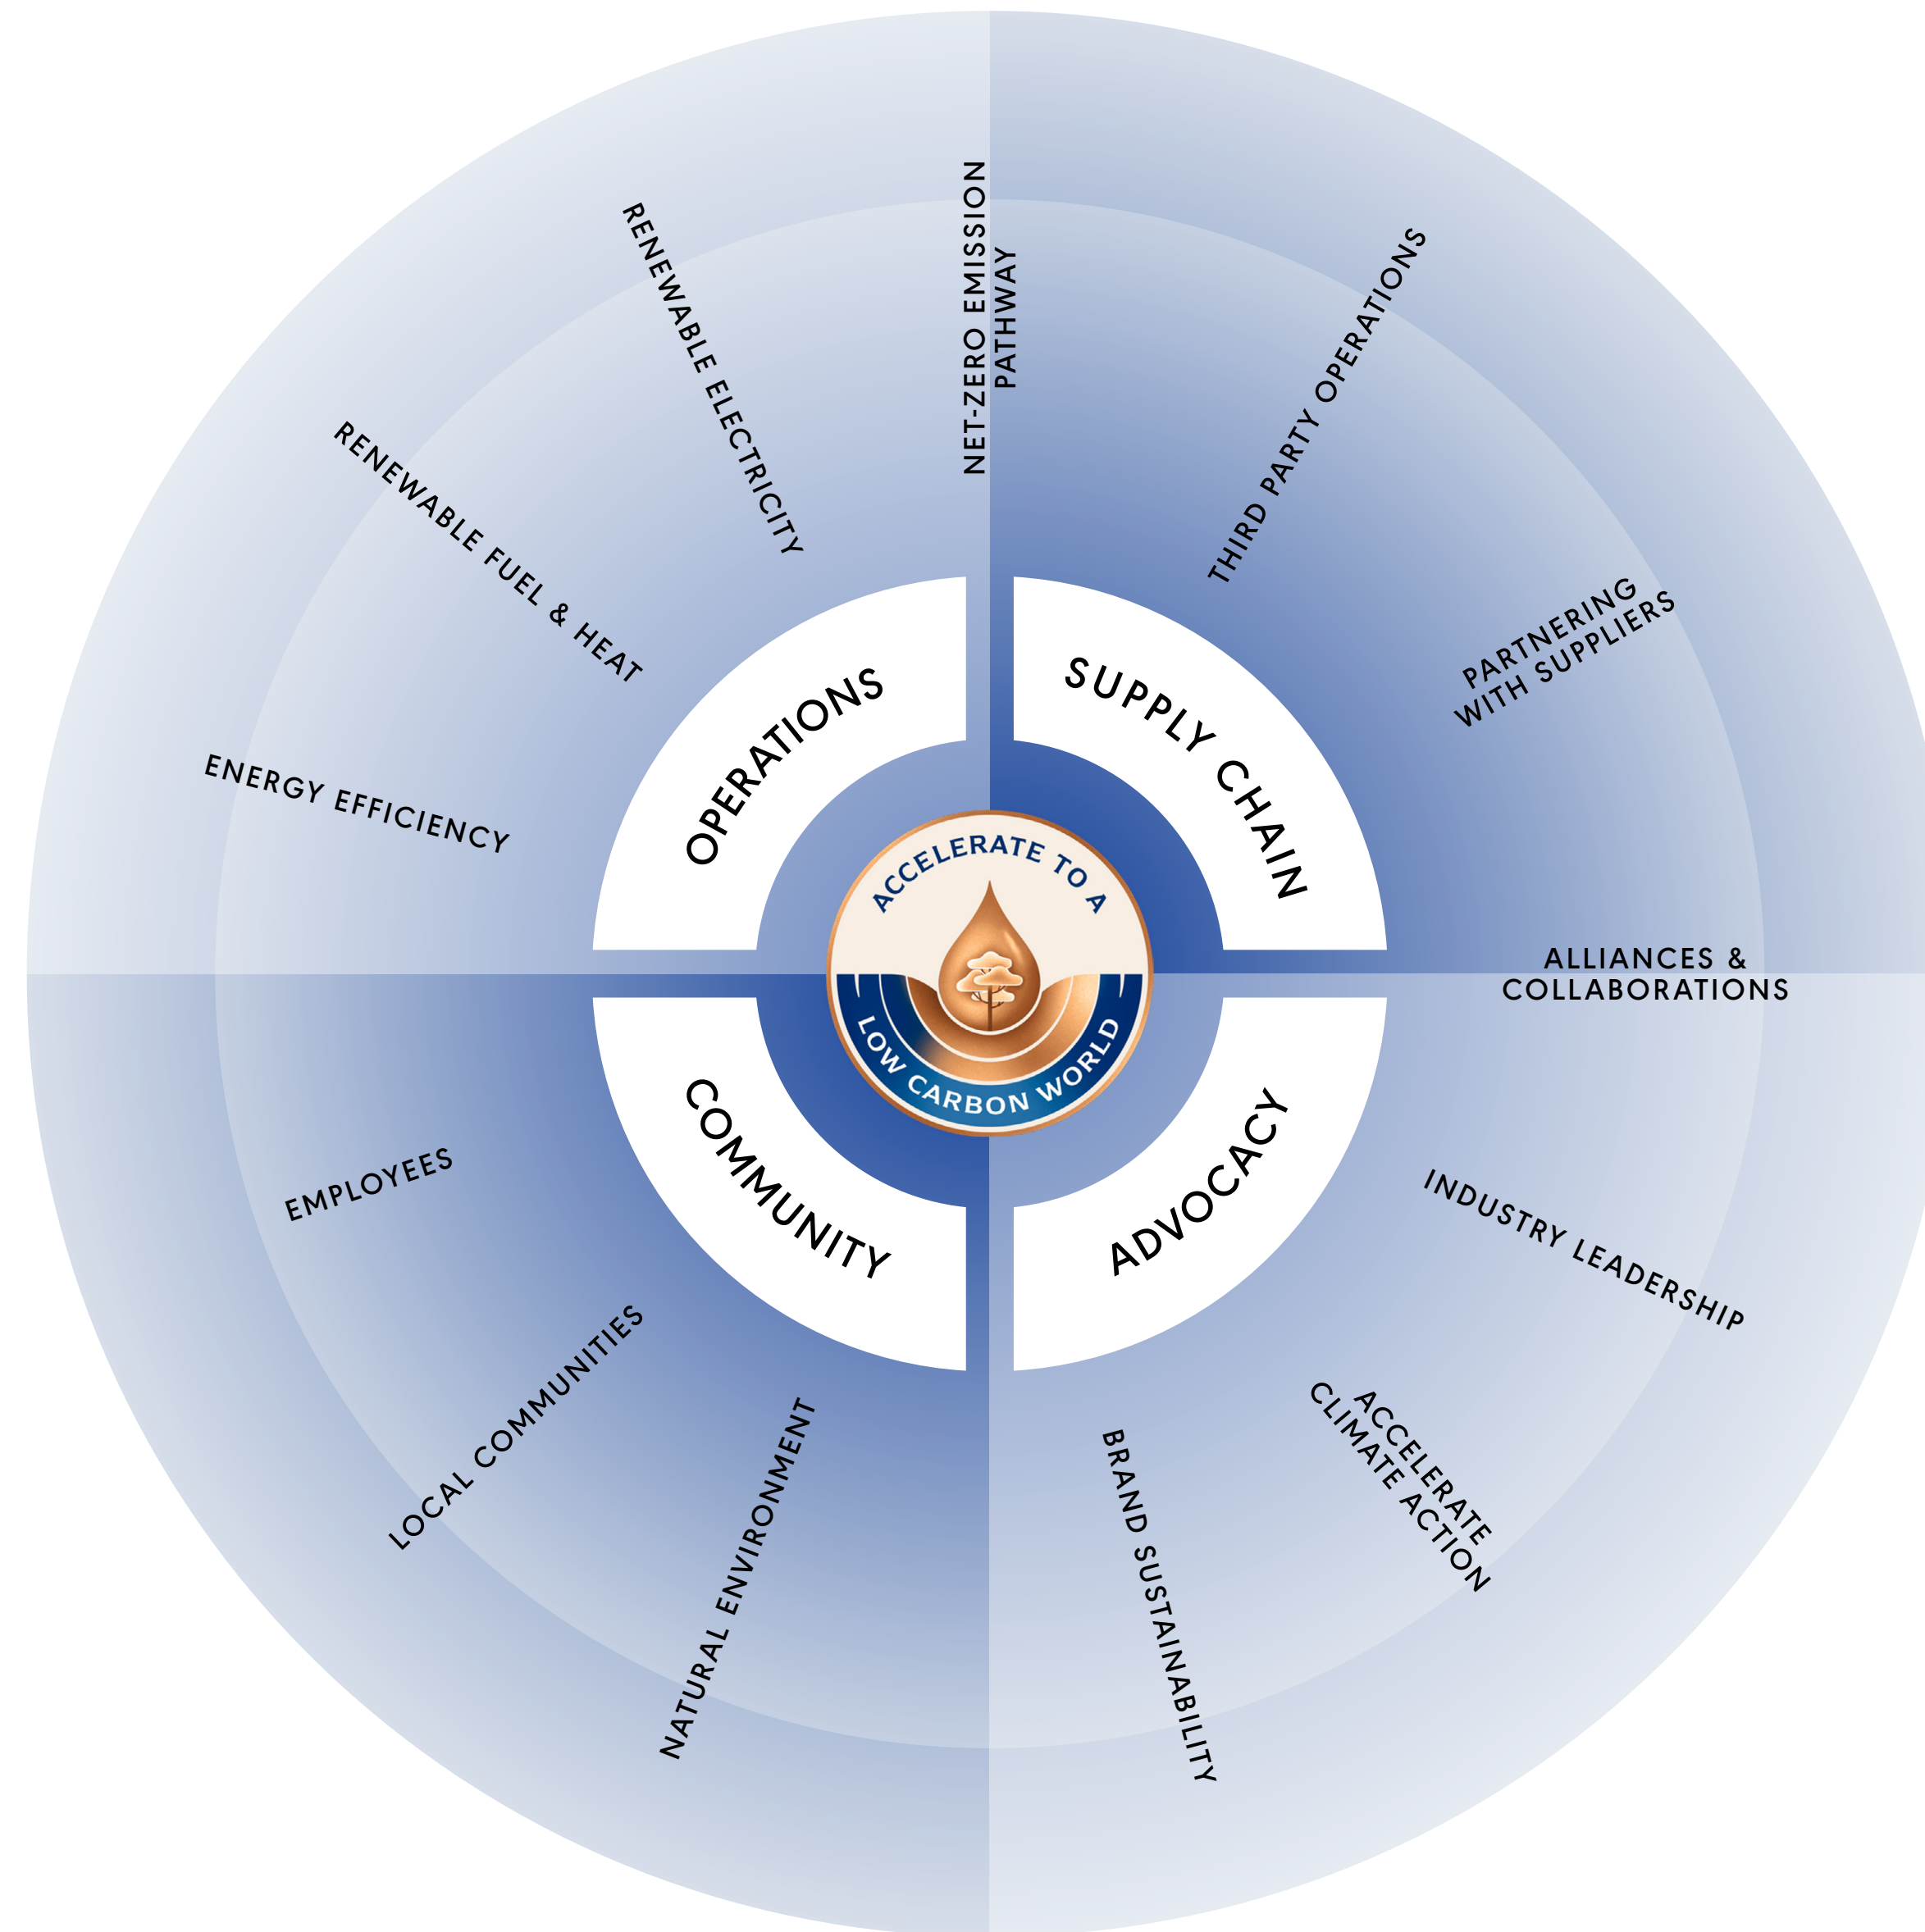 NET-ZERO EMISSION
PATHWAY
RENEWABLE ELECTRICITY
RENEWABLE FUEL & HEAT
ENERGY EFFICIENCY
OPERATIONS
THIRD PARTY OPERATIONS
PARTNERING
WITH SUPPLIERS
SUPPLY CHAIN
ALLIANCES &
COLLABORATIONS
ACCELERATE TO A
LOW CARBON WORLD
COMMUNITY
EMPLOYEES
LOCAL COMMUNITIES
NATURAL ENVIRONMENT
ADVOCACY
INDUSTRY LEADERSHIP
ACCELERATE
CLIMATE ACTION
BRAND SUSTAINABILITY